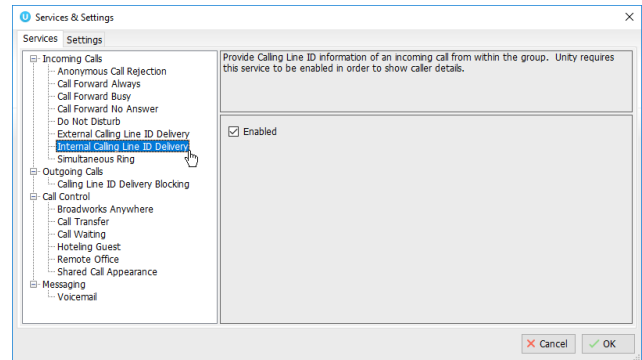 Services & Settings
Services Settings
Incoming Calls
Anonymous Call Rejection
Call Forward Always
Call Forward Busy
Call Forward No Answer
Do Not Disturb
External Calling Line ID Delivery
Internal Calling Line ID Delivery
Simultaneous Ring
Outgoing Calls
Calling Line ID Delivery Blocking
Call Control
Broadworks Anywhere
Call Transfer
Call Waiting
Hoteling Guest
Remote Office
Shared Call Appearance
Messaging
Voicemail
Provide Calling Line ID information of an incoming call from within the group. Unity requires
this service to be enabled in order to show caller details.
Enabled
Cancel OK